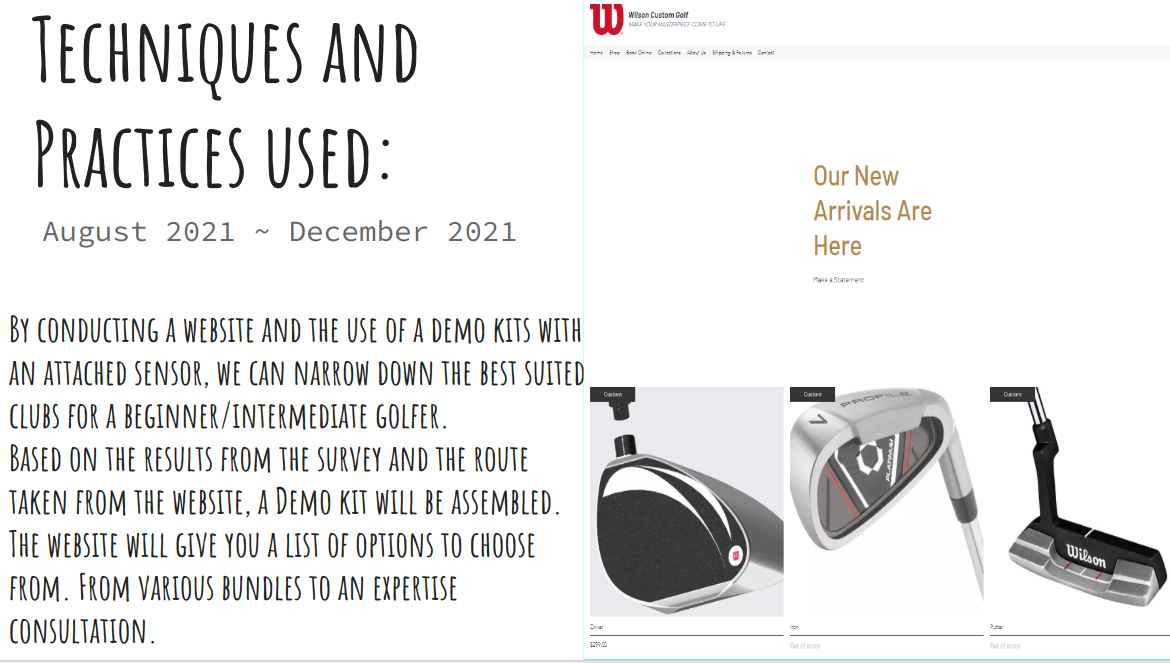 Techniques and
Practices used:
August 2021 ~ December 2021
By conducting a website and the use of a demo kits with
an attached sensor, we can narrow down the best suited
clubs for a beginner/intermediate golfer.
Based on the results from the survey and the route
taken from the website, a Demo kit will be assembled.
The website will give you a list of options to choose
from. From various bundles to an expertise
consultation.
W
Wilson Custom Golf
MAKE YOUR MASTERPIECE COME TO LIFE
Home Shop Book Online Collections About Us Shipping & Returns Contact
Our New
Arrivals Are
Here
Make a Statement
Custom Custom Custom
7 PROFILE
PLATINUM
W
Wilson
Driver Iron Putter
$299.00 Out of stock Out of stock